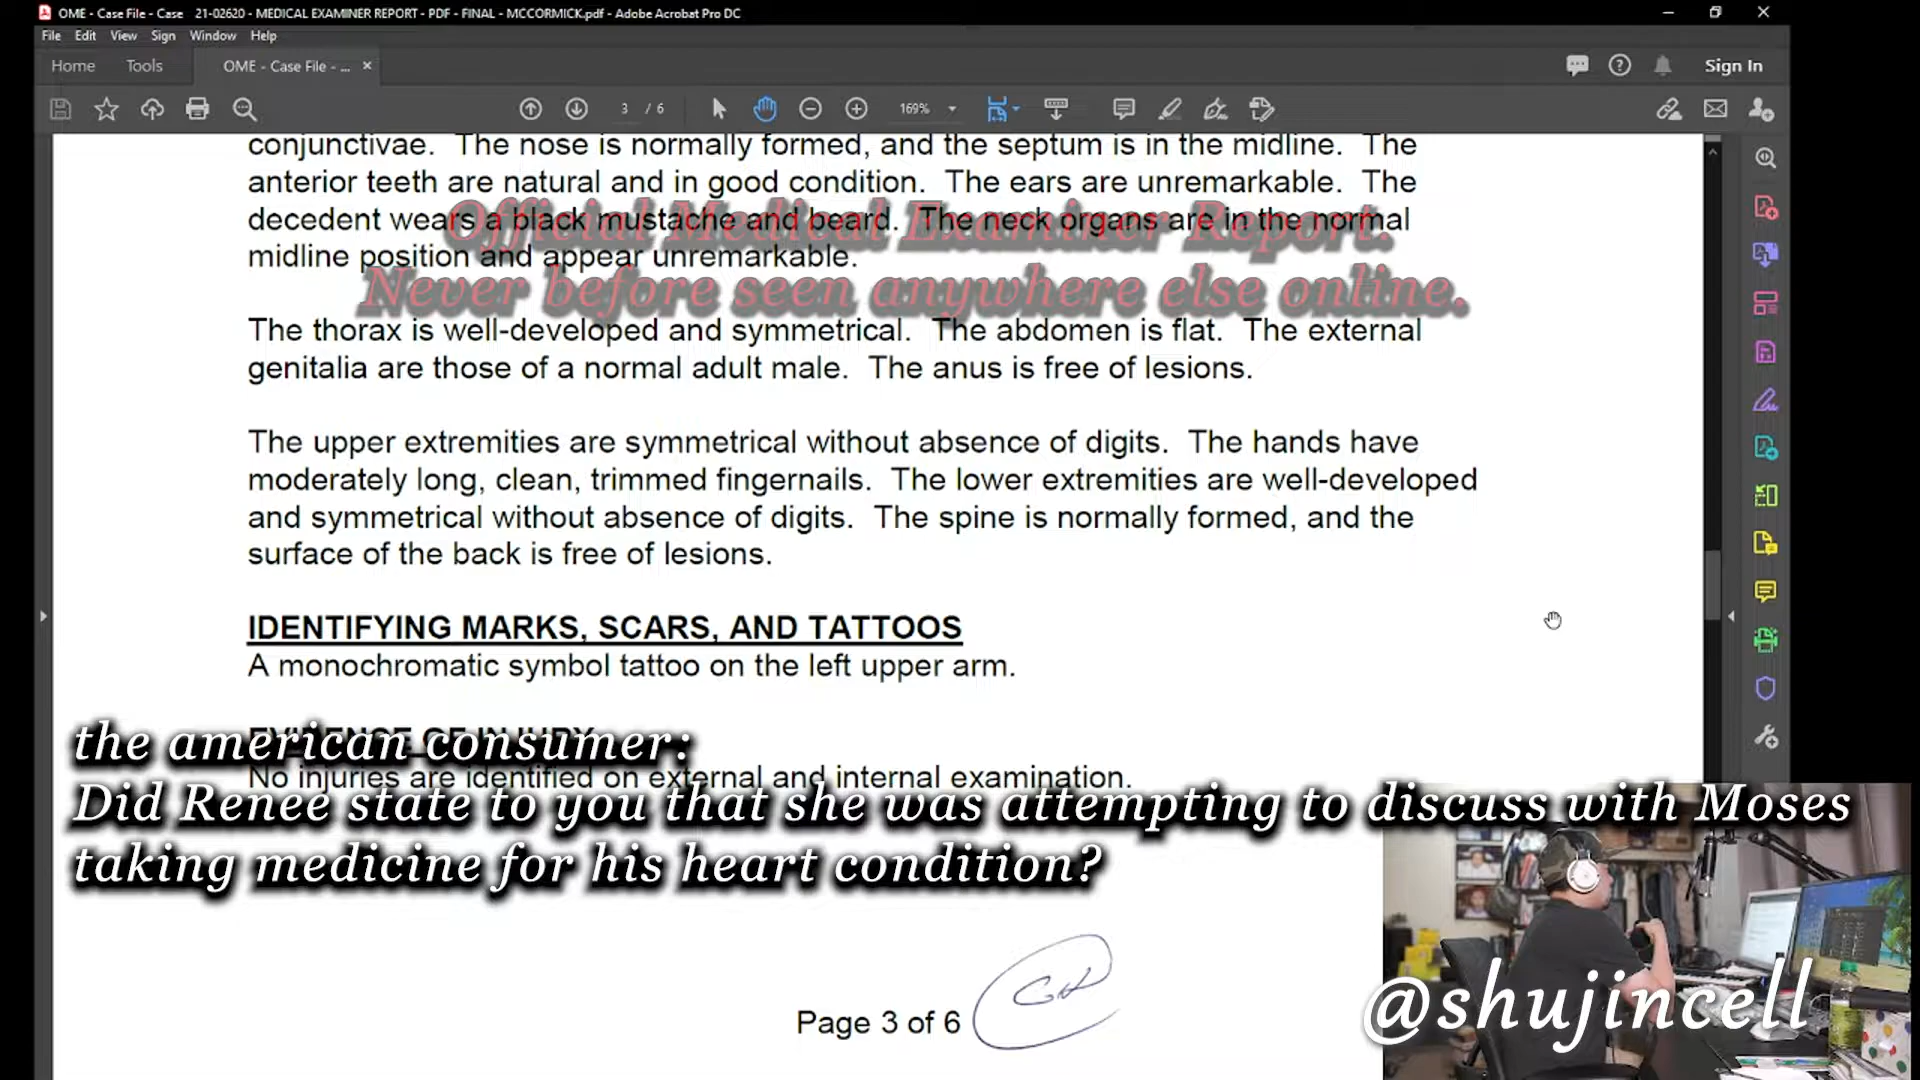 OME - Case File - Case 21-02620 - MEDICAL EXAMINER REPORT - PDF - FINAL - MCCORMICK.pdf - Adobe Acrobat Pro DC
File Edit View Sign Window Help
Home Tools OME - Case File - ... × Sign In
3 / 6 169%
conjunctivae. The nose is normally formed, and the septum is in the midline. The
anterior teeth are natural and in good condition. The ears are unremarkable. The
decedent wears a black mustache and beard. The neck organs are in the normal
midline position and appear unremarkable.
Official Medical Examiner Report.
Never before seen anywhere else online.
The thorax is well-developed and symmetrical. The abdomen is flat. The external
genitalia are those of a normal adult male. The anus is free of lesions.
The upper extremities are symmetrical without absence of digits. The hands have
moderately long, clean, trimmed fingernails. The lower extremities are well-developed
and symmetrical without absence of digits. The spine is normally formed, and the
surface of the back is free of lesions.
IDENTIFYING MARKS, SCARS, AND TATTOOS
A monochromatic symbol tattoo on the left upper arm.
EVIDENCE OF INJURY
No injuries are identified on external and internal examination.
the american consumer:
Did Renee state to you that she was attempting to discuss with Moses
taking medicine for his heart condition?
Page 3 of 6
@shujincell